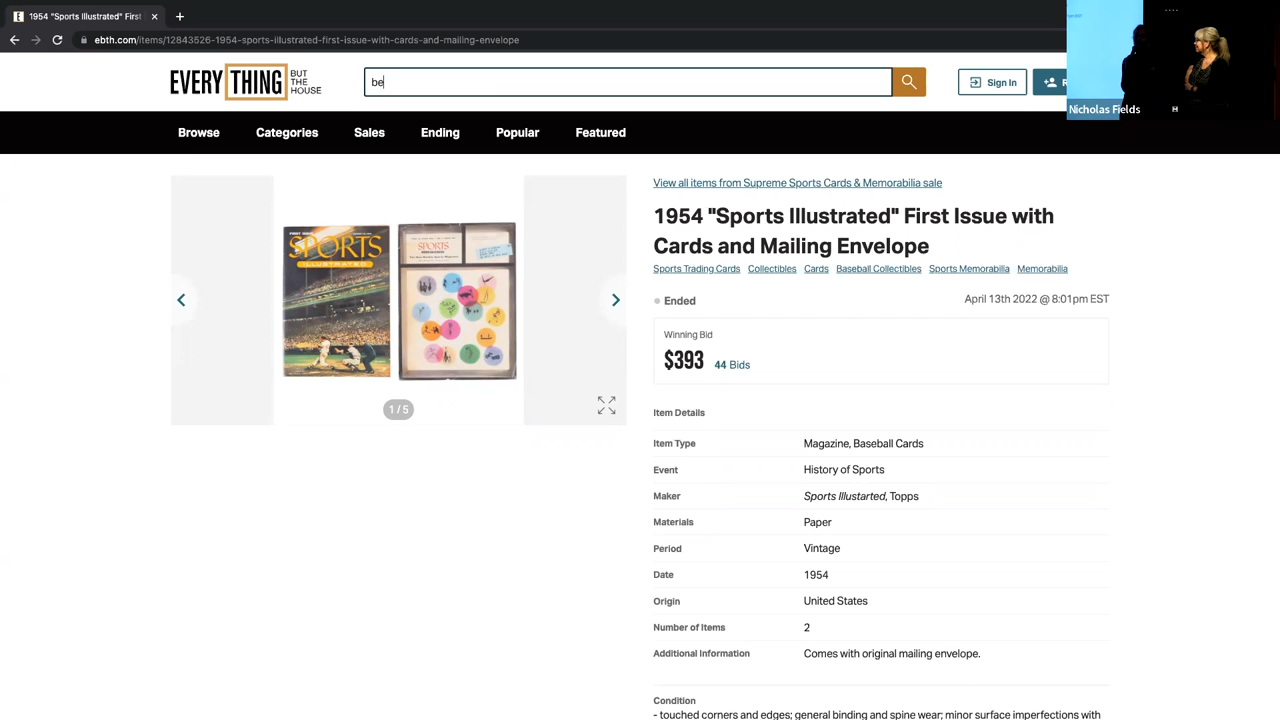 1954 "Sports Illustrated" First
ebth.com/items/12843526-1954-sports-illustrated-first-issue-with-cards-and-mailing-envelope
EVERYTHING BUT THE HOUSE
be
Sign In
R
Nicholas Fields
H
Browse Categories Sales Ending Popular Featured
FIRST ISSUE
SPORTS
ILLUSTRATED
SPORTS
1 / 5
View all items from Supreme Sports Cards & Memorabilia sale
1954 "Sports Illustrated" First Issue with
Cards and Mailing Envelope
Sports Trading Cards Collectibles Cards Baseball Collectibles Sports Memorabilia Memorabilia
Ended April 13th 2022 @ 8:01pm EST
Winning Bid
$393 44 Bids
Item Details
Item Type Magazine, Baseball Cards
Event History of Sports
Maker Sports Illustarted, Topps
Materials Paper
Period Vintage
Date 1954
Origin United States
Number of Items 2
Additional Information Comes with original mailing envelope.
Condition
- touched corners and edges; general binding and spine wear; minor surface imperfections with